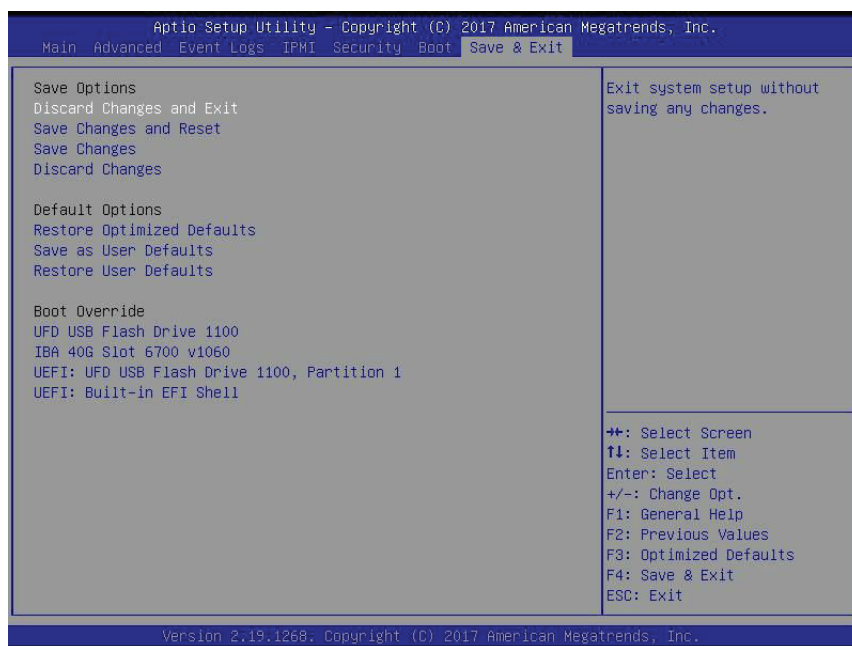 Aptio Setup Utility – Copyright (C) 2017 American Megatrends, Inc.
Main Advanced Event Logs IPMI Security Boot Save & Exit
Save Options
Discard Changes and Exit
Save Changes and Reset
Save Changes
Discard Changes
Default Options
Restore Optimized Defaults
Save as User Defaults
Restore User Defaults
Boot Override
UFD USB Flash Drive 1100
IBA 40G Slot 6700 v1060
UEFI: UFD USB Flash Drive 1100, Partition 1
UEFI: Built-in EFI Shell
Exit system setup without
saving any changes.
→←: Select Screen
↑↓: Select Item
Enter: Select
+/-: Change Opt.
F1: General Help
F2: Previous Values
F3: Optimized Defaults
F4: Save & Exit
ESC: Exit
Version 2.19.1268. Copyright (C) 2017 American Megatrends, Inc.